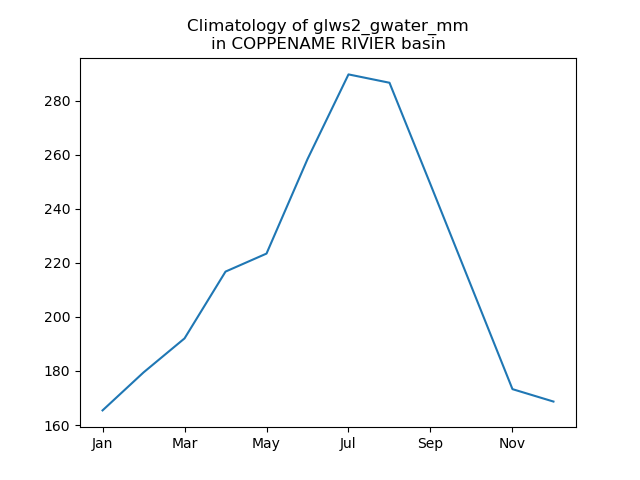 Climatology of glws2_gwater_mm
in COPPENAME RIVIER basin
280
260
240
220
200
180
160
Jan Mar May Jul Sep Nov